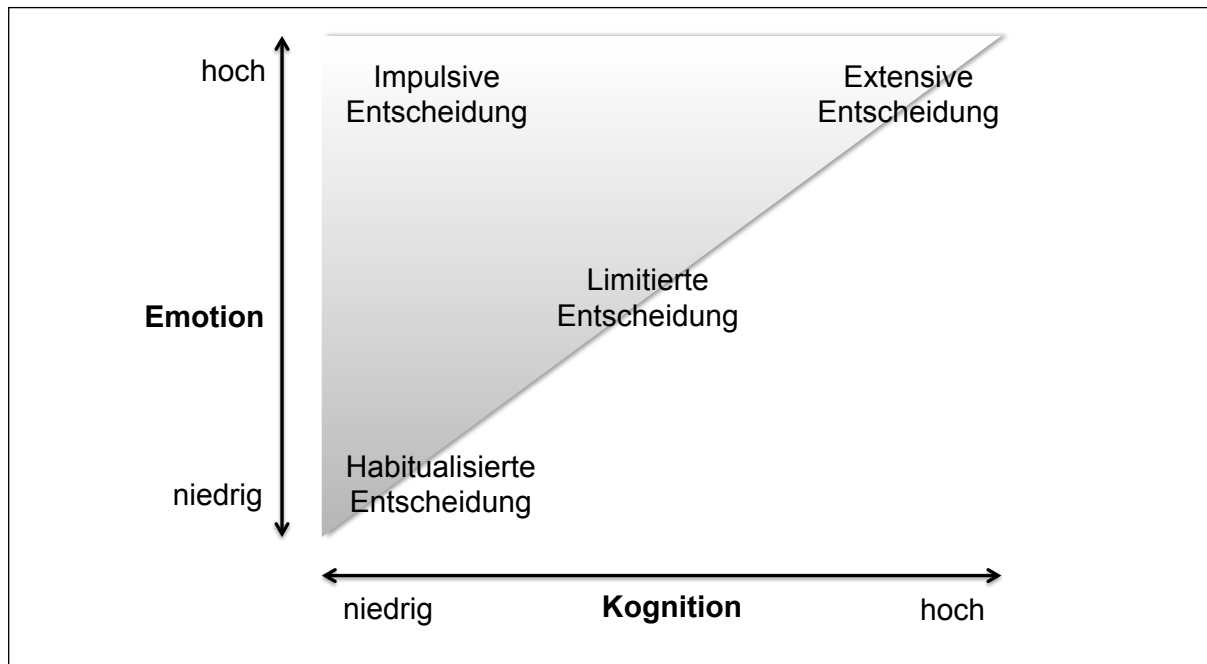 hoch
Impulsive
Entscheidung
Extensive
Entscheidung
Emotion
Limitierte
Entscheidung
niedrig
Habitualisierte
Entscheidung
niedrig
Kognition
hoch